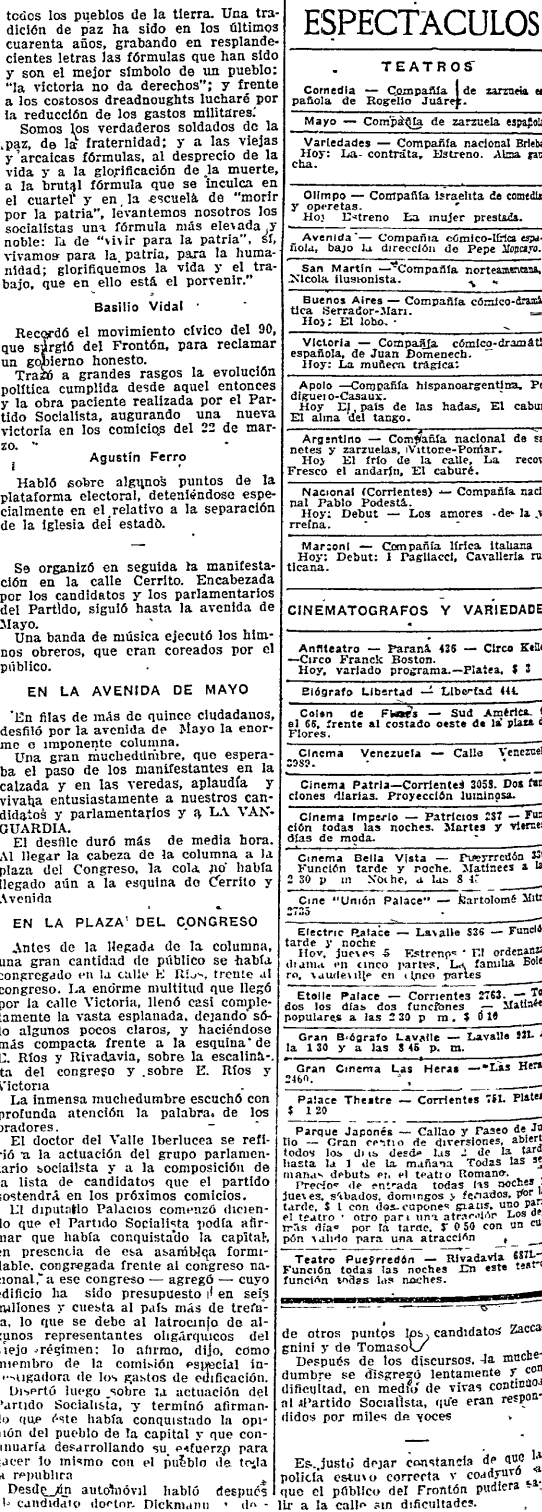 todos los pueblos de la tierra. Una tra-
dición de paz ha sido en los últimos
cuarenta años, grabando en resplande-
cientes letras las fórmulas que han sido
y son el mejor símbolo de un pueblo:
"la victoria no da derechos"; y frente
a los costosos dreadnoughts lucharé por
la reducción de los gastos militares.
Somos los verdaderos soldados de la
paz, de la fraternidad; y a las viejas
y arcaicas fórmulas, al desprecio de la
vida y a la glorificación de la muerte,
a la brutal fórmula que se inculca en
el cuartel y en la escuela de "morir
por la patria", levantemos nosotros los
socialistas una fórmula más elevada y
noble: la de "vivir para la patria", sí,
vivamos para la patria, para la huma-
nidad; glorifiquemos la vida y el tra-
bajo, que en ello está el porvenir."
Basilio Vidal
Recordó el movimiento cívico del 90,
que surgió del Frontón, para reclamar
un gobierno honesto.
Trazó a grandes rasgos la evolución
política cumplida desde aquel entonces
y la obra paciente realizada por el Par-
tido Socialista, augurando una nueva
victoria en los comicios del 22 de mar-
zo.
Agustín Ferro
Habló sobre algunos puntos de la
plataforma electoral, deteniéndose espe-
cialmente en el relativo a la separación
de la iglesia del estado.
Se organizó en seguida la manifesta-
ción en la calle Cerrito. Encabezada
por los candidatos y los parlamentarios
del Partido, siguió hasta la avenida de
Mayo.
Una banda de música ejecutó los him-
nos obreros, que eran coreados por el
público.
EN LA AVENIDA DE MAYO
En filas de más de quince ciudadanos,
desfiló por la avenida de Mayo la enor-
me e imponente columna.
Una gran muchedumbre, que espera-
ba el paso de los manifestantes en la
calzada y en las veredas, aplaudía y
vivaba entusiastamente a nuestros can-
didatos y parlamentarios y a LA VAN-
GUARDIA.
El desfile duró más de media hora.
Al llegar la cabeza de la columna a la
plaza del Congreso, la cola no había
llegado aún a la esquina de Cerrito y
Avenida
EN LA PLAZA DEL CONGRESO
Antes de la llegada de la columna,
una gran cantidad de público se había
congregado en la calle E Ríos, frente al
congreso. La enorme multitud que llegó
por la calle Victoria, llenó casi comple-
tamente la vasta esplanada, dejando só-
lo algunos pocos claros, y haciéndose
más compacta frente a la esquina de
E. Ríos y Rivadavia, sobre la escalina-
ta del congreso y sobre E. Ríos y
Victoria
La inmensa muchedumbre escuchó con
profunda atención la palabra de los
oradores.
El doctor del Valle Iberlucea se refi-
rió a la actuación del grupo parlamen-
tario socialista y a la composición de
la lista de candidatos que el partido
sostendrá en los próximos comicios.
El diputado Palacios comenzó dicien-
do que el Partido Socialista podía afir-
mar que había conquistado la capital,
en presencia de esa asamblea formi-
dable, congregada frente al congreso na-
cional, a ese congreso — agregó — cuyo
edificio ha sido presupuesto en seis
millones y cuesta al país más de trein-
ta, lo que se debe al latrocinio de al-
gunos representantes oligárquicos del
viejo régimen: lo afirmo, dijo, como
miembro de la comisión especial in-
vestigadora de los gastos de edificación.
Disertó luego sobre la actuación del
Partido Socialista, y terminó afirman-
do que éste había conquistado la opi-
nión del pueblo de la capital y que con-
tinuaría desarrollando su esfuerzo para
hacer lo mismo con el pueblo de toda
la republica
Desde un automóvil habló después
el candidato doctor Dickmann y de-
ESPECTACULOS
TEATROS
Comedia — Compañía de zarzuela es
pañola de Rogelio Juárez.
Mayo — Compañía de zarzuela española
Variedades — Compañía nacional Brieba
Hoy: La contrata, Estreno. Alma gau
cha.
Olimpo — Compañía israelita de comedia
y operetas.
Hoy Estreno La mujer prestada.
Avenida — Compañía cómico-lírica espa-
ñola, bajo la dirección de Pepe Moncayo.
San Martín — Compañía norteamericana,
Nicola ilusionista.
Buenos Aires — Compañía cómico-dramá
tica Serrador-Mari.
Hoy: El lobo.
Victoria — Compañía cómico-dramáti
española, de Juan Domenech.
Hoy: La muñeca trágica:
Apolo — Compañía hispanoargentina, Po
diguero-Casaux.
Hoy El país de las hadas, El cabur
El alma del tango.
Argentino — Compañía nacional de sa
netes y zarzuelas, Vittone-Pomar.
Hoy El frío de la calle, La recov
Fresco el andarín, El caburé.
Nacional (Corrientes) — Compañía naci
nal Pablo Podestá.
Hoy: Debut — Los amores de la v
rreina.
Marconi — Compañía lírica italiana
Hoy: Debut: I Pagliacci, Cavalleria ru
ticana.
CINEMATOGRAFOS Y VARIEDADE
Anfiteatro — Paraná 436 — Circo Kell
—Circo Franck Boston.
Hoy, variado programa.—Platea, $ 3
Biógrafo Libertad — Libertad 444.
Colón de Flores — Sud América
el 66, frente al costado oeste de la plaza d
Flores.
Cinema Venezuela — Calle Venezuel
2989.
Cinema Patria—Corrientes 3058. Dos fun
ciones diarias. Proyección luminosa.
Cinema Imperio — Patricios 237 — Fun
ción todas las noches. Martes y vierne
días de moda.
Cinema Bella Vista — Pueyrredón
Función tarde y noche. Matinees a la
2 30 p m Noche, a las 8 4
Cine "Unión Palace" — Bartolomé Mitr
2735
Electric Palace — Lavalle 836 — Funció
tarde y noche
Hoy, jueves 5 Estrenos El ordenanza
drama en cinco partes, La familia Bole
ro, vaudeville en cinco partes
Etoile Palace — Corrientes 2763. — To
dos los días dos funciones — Matinée
populares a las 2 30 p m. $ 0 10
Gran Biógrafo Lavalle — Lavalle 921.
la 1 30 y a las 8 45 p. m.
Gran Cinema Las Heras — Las Hera
2460.
Palace Theatre — Corrientes 751. Platea
$ 1 20
Parque Japonés — Callao y Paseo de Ju
lio — Gran centro de diversiones, abiert
todos los días desde las 2 de la tard
hasta la 1 de la mañana Todas las se
manas debuts en el teatro Romano.
Precios de entrada todas las noches
jueves, sábados, domingos y feriados, por l
tarde, $ 1 con dos cupones más, uno par
el teatro y otro para una atracción Los de
más días por la tarde, $ 0 50 con un cu
pón valido para una atracción
Teatro Pueyrredón — Rivadavia 6871.—
Función todas las noches En este teatro
función todas las noches.
de otros puntos los candidatos Zacca-
gnini y de Tomaso
Después de los discursos, la muche-
dumbre se disgregó lentamente y con
dificultad, en medio de vivas continuos
al Partido Socialista, que eran respon-
didos por miles de voces
Es justo dejar constancia de que la
policía estuvo correcta y coadyuvó a
que el público del Frontón pudiera sa-
lir a la calle sin dificultades.